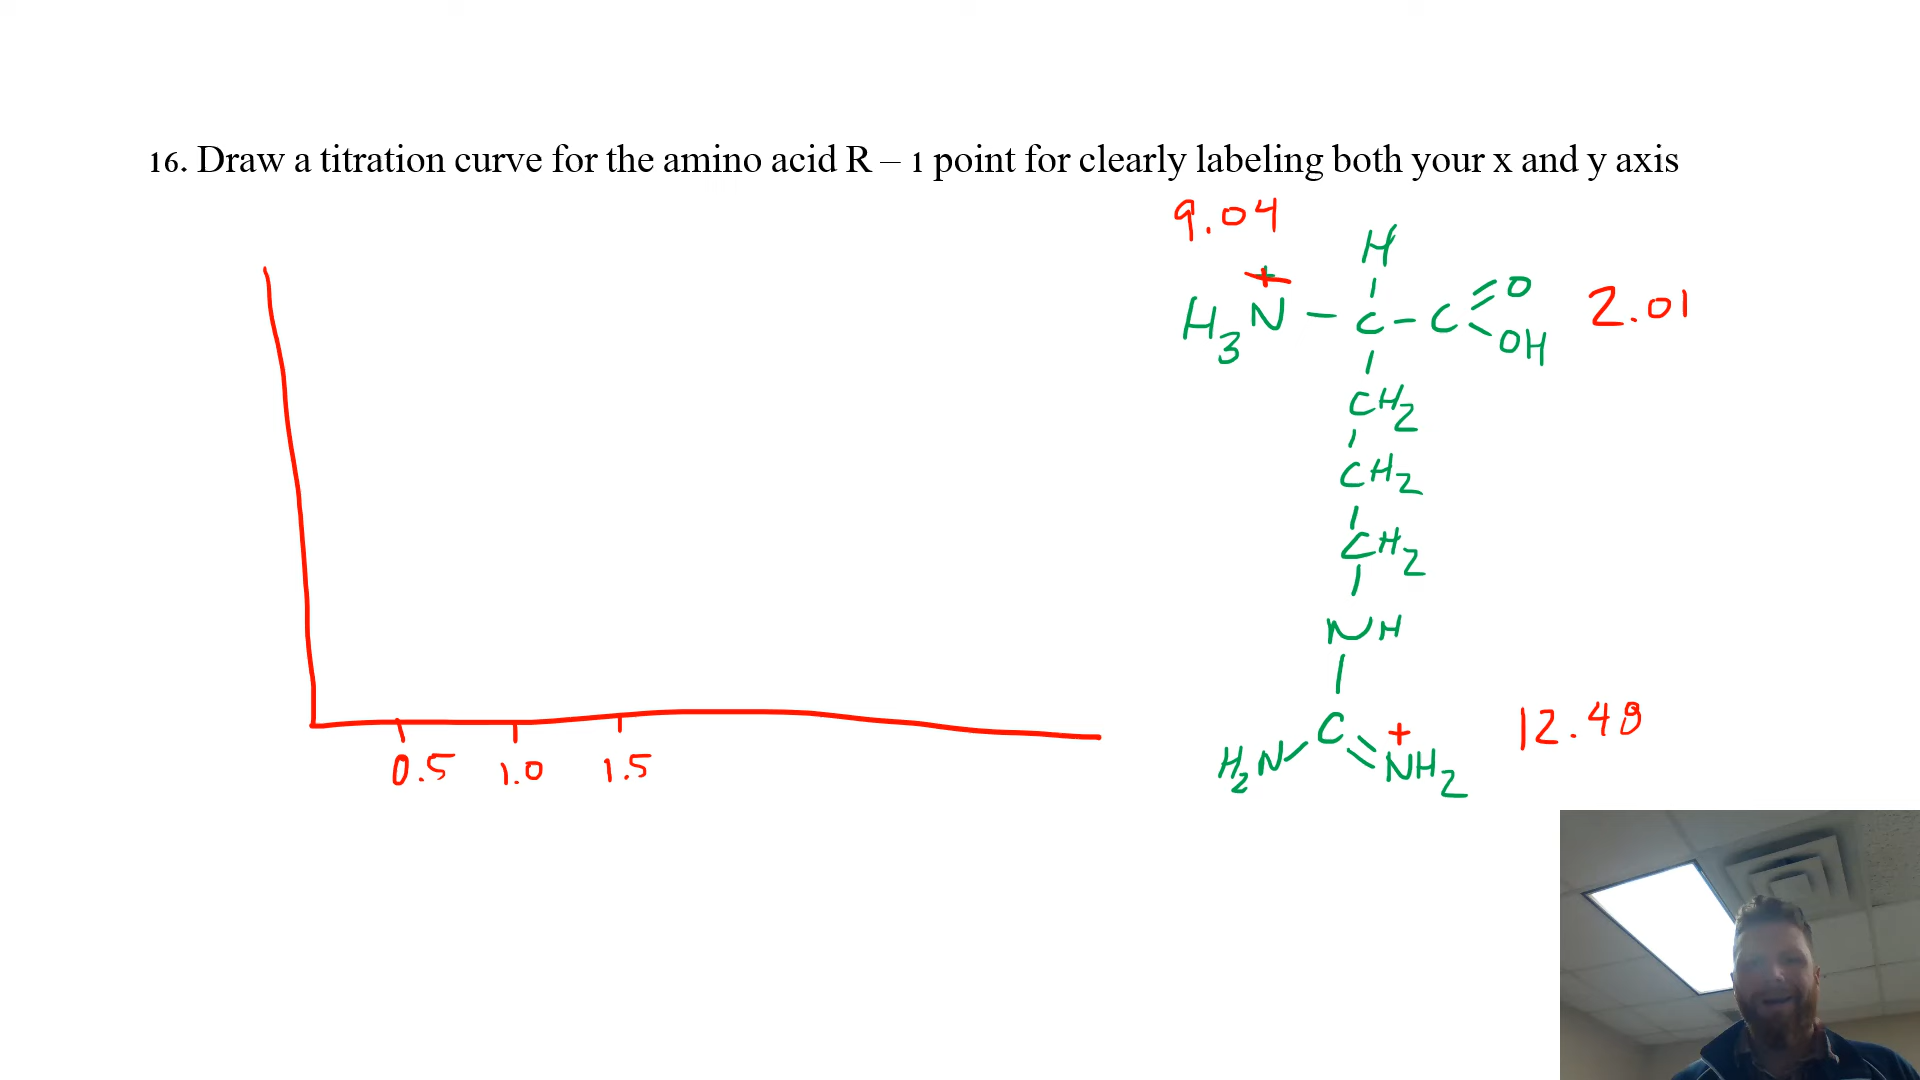 16. Draw a titration curve for the amino acid R – 1 point for clearly labeling both your x and y axis
9.04
H
H3N+ – C – C =O 2.01
OH
CH2
CH2
CH2
NH
C
12.48
H2N
+NH2
0.5 1.0 1.5